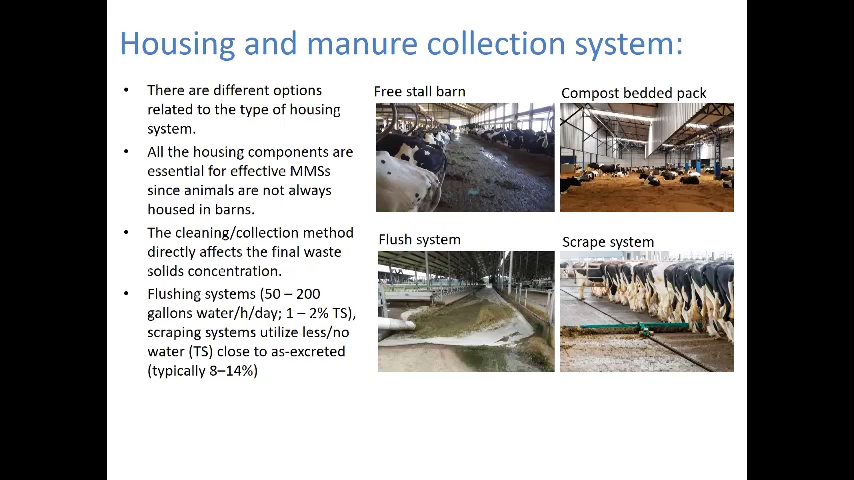 Housing and manure collection system:
• There are different options
related to the type of housing
system.
• All the housing components are
essential for effective MMSs
since animals are not always
housed in barns.
• The cleaning/collection method
directly affects the final waste
solids concentration.
• Flushing systems (50 – 200
gallons water/h/day; 1 – 2% TS),
scraping systems utilize less/no
water (TS) close to as-excreted
(typically 8–14%)
Free stall barn
Compost bedded pack
Flush system
Scrape system